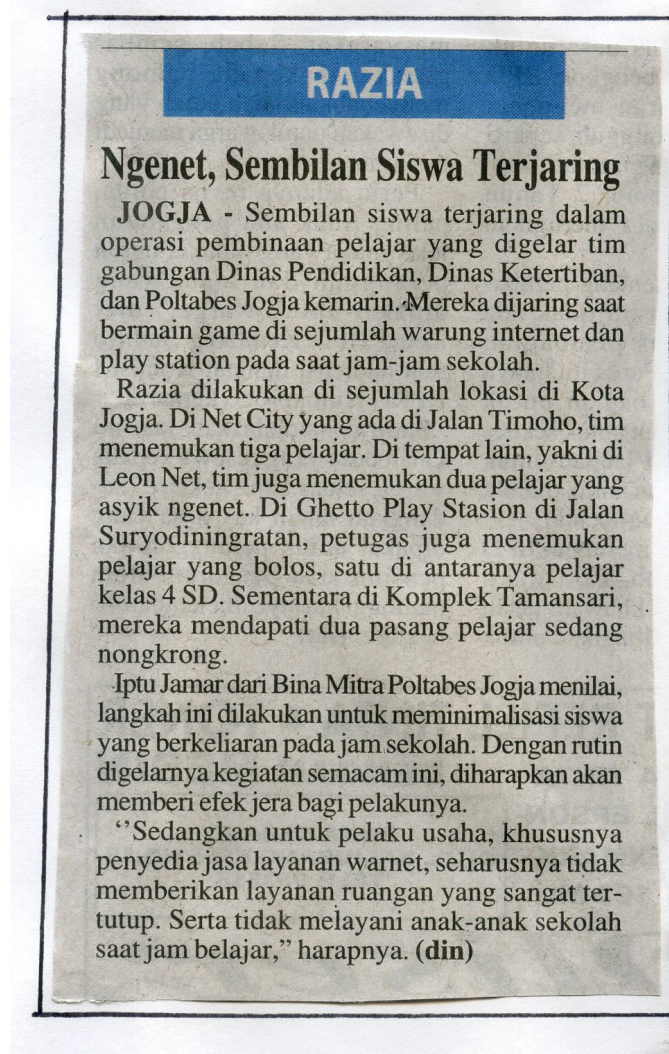 RAZIA
Ngenet, Sembilan Siswa Terjaring
JOGJA - Sembilan siswa terjaring dalam
operasi pembinaan pelajar yang digelar tim
gabungan Dinas Pendidikan, Dinas Ketertiban,
dan Poltabes Jogja kemarin. Mereka dijaring saat
bermain game di sejumlah warung internet dan
play station pada saat jam-jam sekolah.
Razia dilakukan di sejumlah lokasi di Kota
Jogja. Di Net City yang ada di Jalan Timoho, tim
menemukan tiga pelajar. Di tempat lain, yakni di
Leon Net, tim juga menemukan dua pelajar yang
asyik ngenet. Di Ghetto Play Stasion di Jalan
Suryodiningratan, petugas juga menemukan
pelajar yang bolos, satu di antaranya pelajar
kelas 4 SD. Sementara di Komplek Tamansari,
mereka mendapati dua pasang pelajar sedang
nongkrong.
Iptu Jamar dari Bina Mitra Poltabes Jogja menilai,
langkah ini dilakukan untuk meminimalisasi siswa
yang berkeliaran pada jam sekolah. Dengan rutin
digelarnya kegiatan semacam ini, diharapkan akan
memberi efek jera bagi pelakunya.
‘’Sedangkan untuk pelaku usaha, khususnya
penyedia jasa layanan warnet, seharusnya tidak
memberikan layanan ruangan yang sangat ter-
tutup. Serta tidak melayani anak-anak sekolah
saat jam belajar,” harapnya. (din)